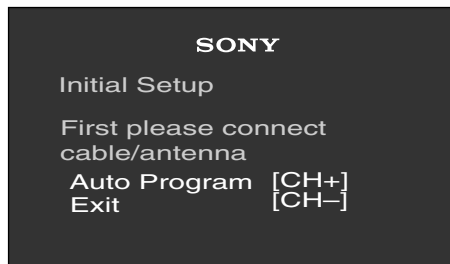 SONY
Initial Setup
First please connect
cable/antenna
Auto Program [CH+]
Exit [CH–]